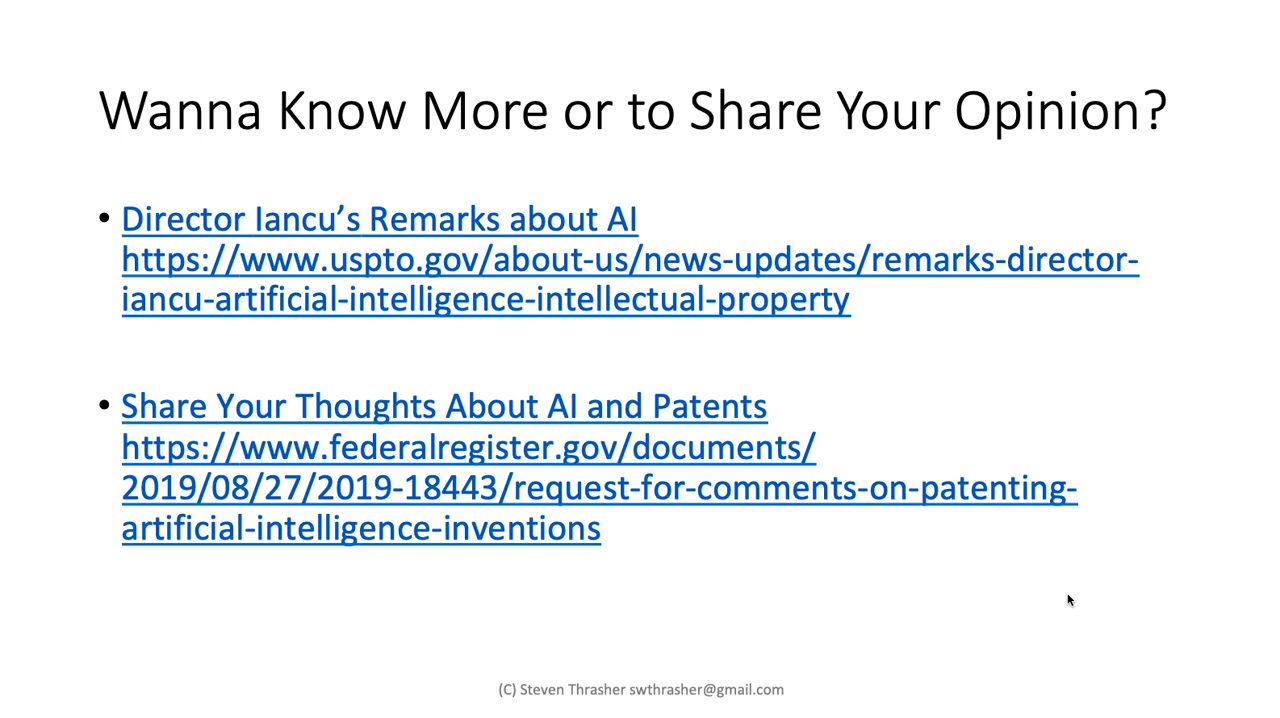 Wanna Know More or to Share Your Opinion?
• Director Iancu’s Remarks about AI
https://www.uspto.gov/about-us/news-updates/remarks-director-
iancu-artificial-intelligence-intellectual-property
• Share Your Thoughts About AI and Patents
https://www.federalregister.gov/documents/
2019/08/27/2019-18443/request-for-comments-on-patenting-
artificial-intelligence-inventions
(C) Steven Thrasher swthrasher@gmail.com